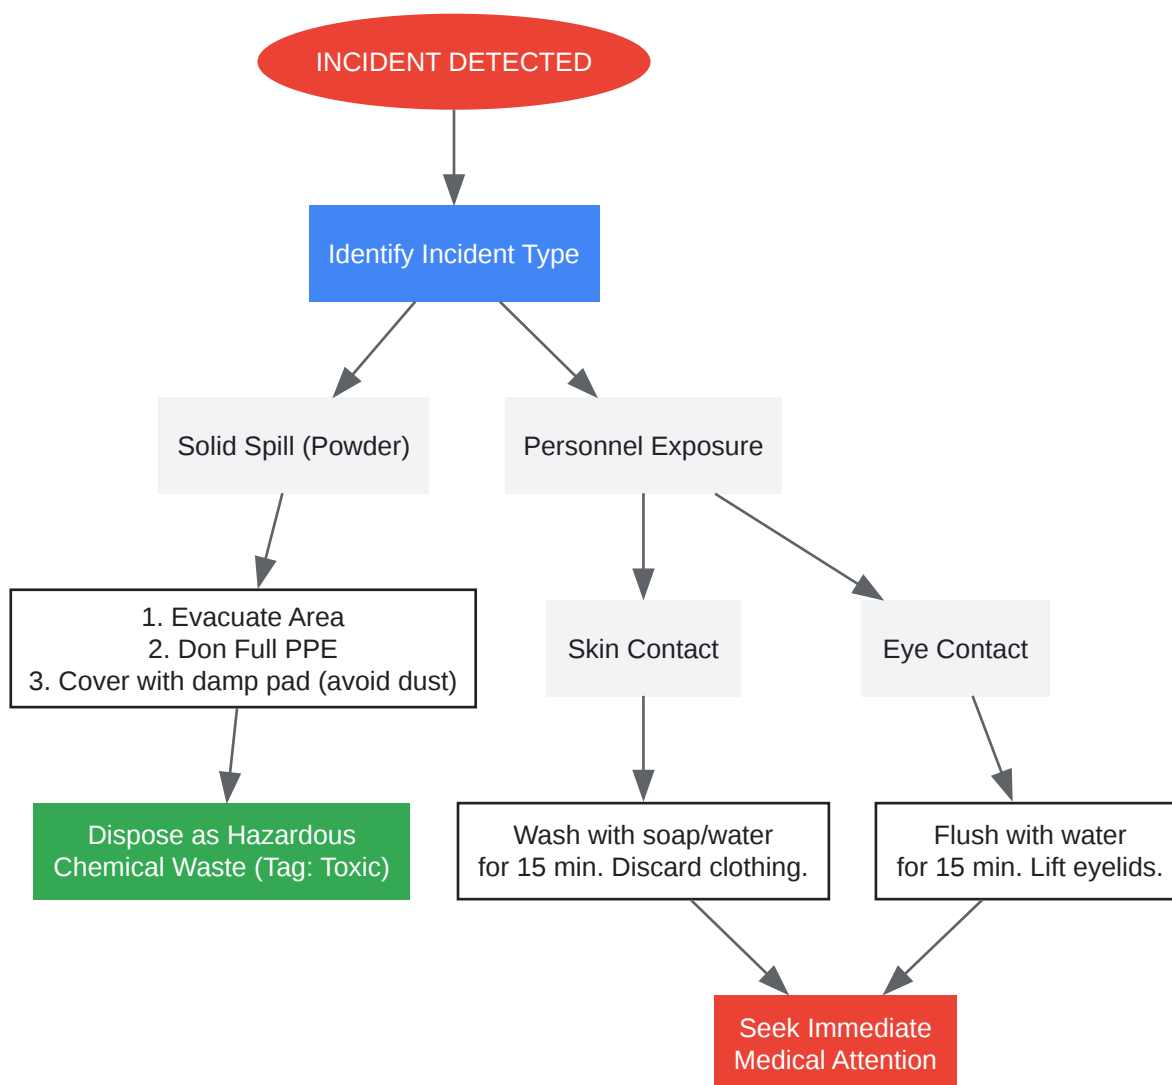 INCIDENT DETECTED
Identify Incident Type
Solid Spill (Powder)
Personnel Exposure
1. Evacuate Area
2. Don Full PPE
3. Cover with damp pad (avoid dust)
Skin Contact
Eye Contact
Dispose as Hazardous
Chemical Waste (Tag: Toxic)
Wash with soap/water
for 15 min. Discard clothing.
Flush with water
for 15 min. Lift eyelids.
Seek Immediate
Medical Attention